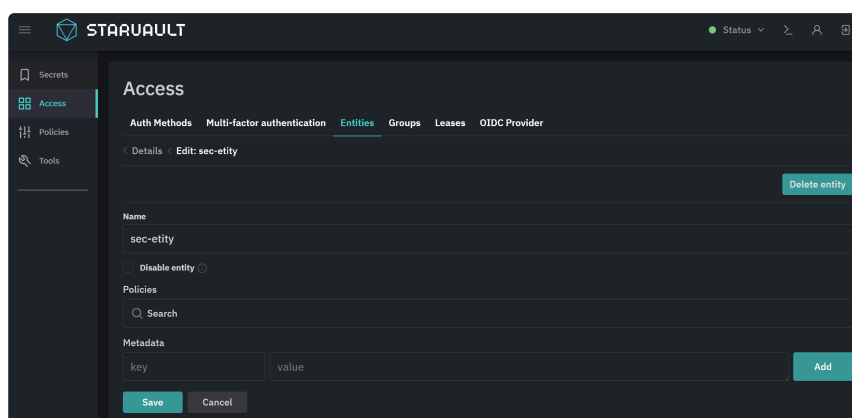 STARVAULT
Status
Secrets
Access
Policies
Tools
Access
Auth Methods Multi-factor authentication Entities Groups Leases OIDC Provider
Details Edit: sec-etity
Delete entity
Name
sec-etity
Disable entity
Policies
Search
Metadata
key value Add
Save Cancel